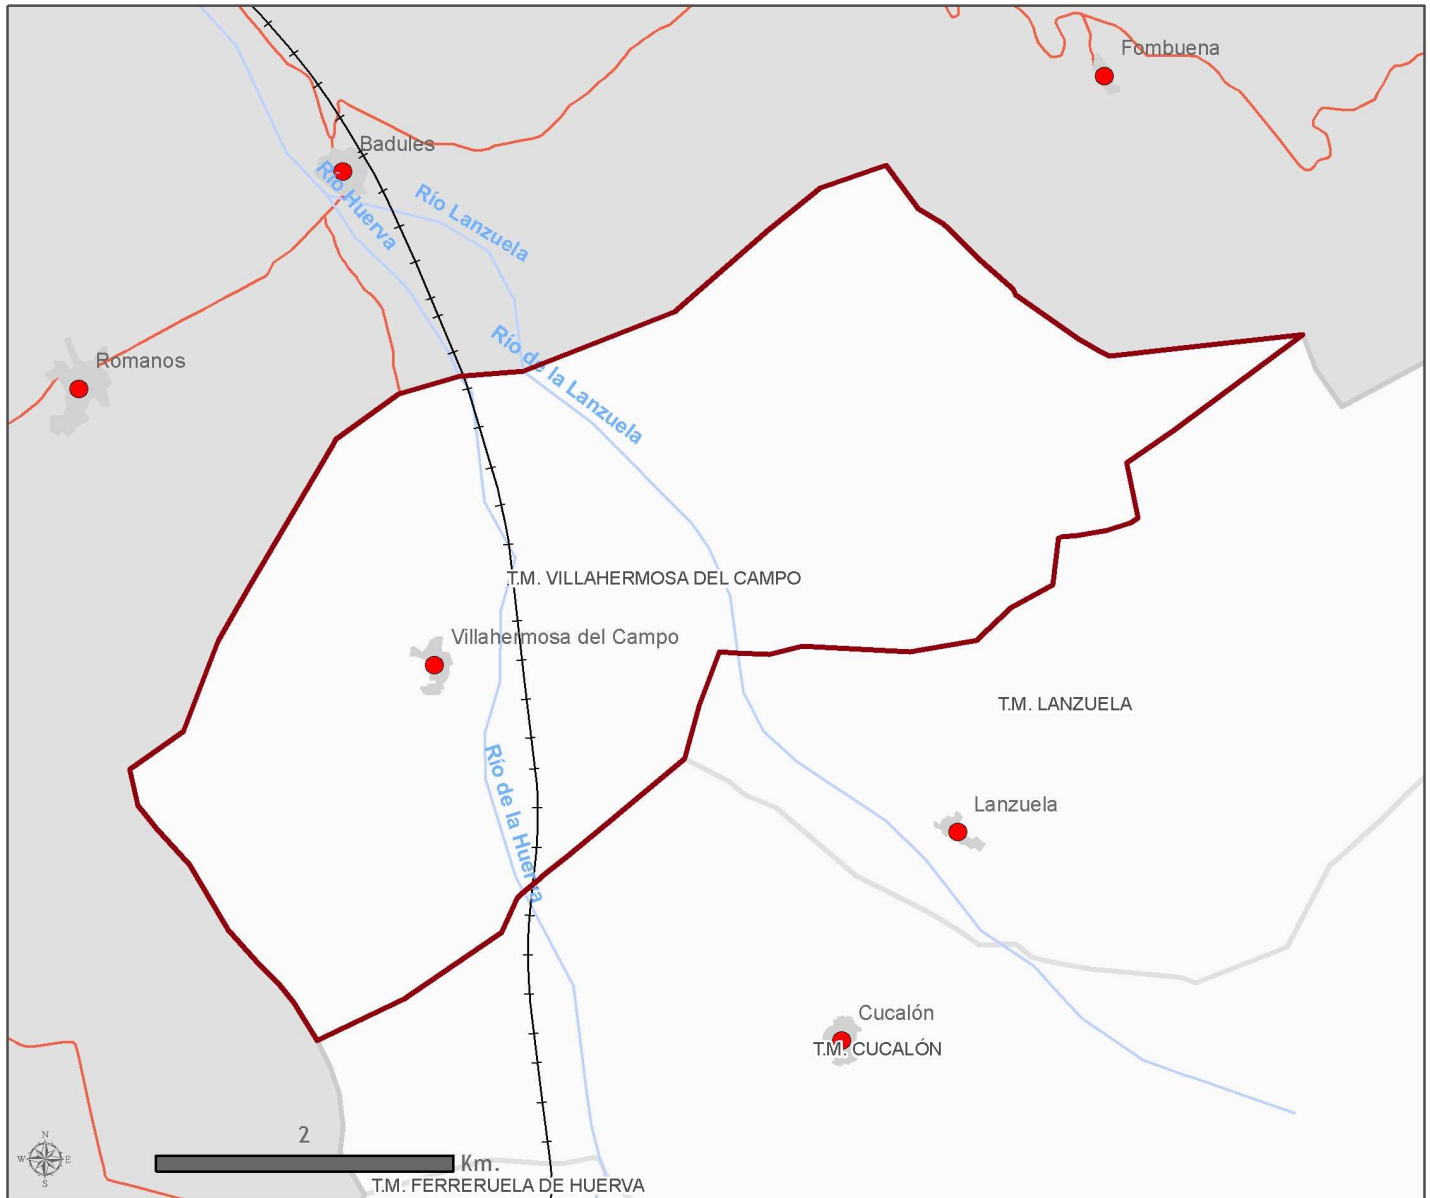 Fombuena
Badules
Río Huerva
Río Lanzuela
Río de la Lanzuela
Romanos
T.M. VILLAHERMOSA DEL CAMPO
Villahermosa del Campo
T.M. LANZUELA
Río de la Huerva
Lanzuela
Cucalón
T.M. CUCALÓN
2
Km.
N
W E
S
T.M. FERRERUELA DE HUERVA